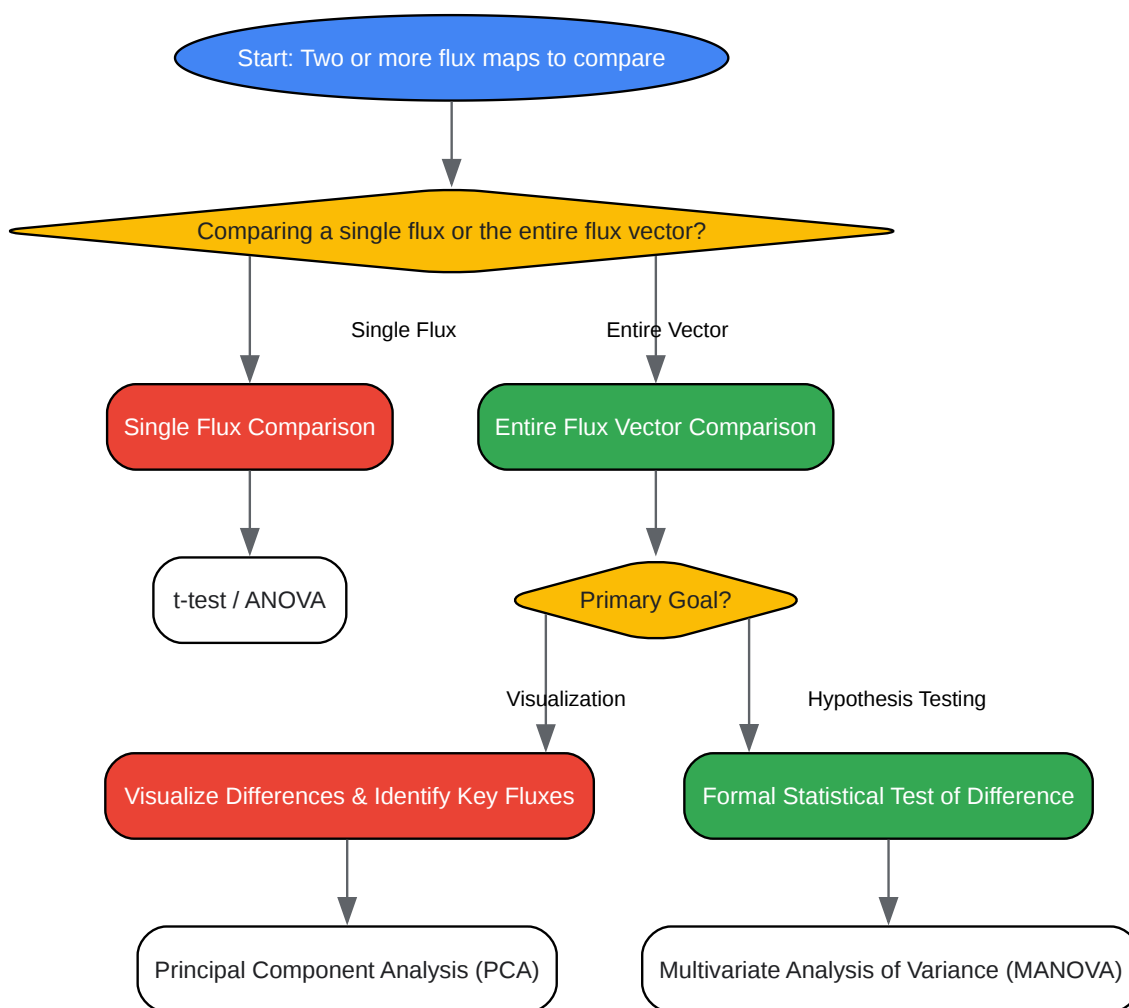 Start: Two or more flux maps to compare
Comparing a single flux or the entire flux vector?
Single Flux
Entire Vector
Single Flux Comparison
Entire Flux Vector Comparison
t-test / ANOVA
Primary Goal?
Visualization
Hypothesis Testing
Visualize Differences & Identify Key Fluxes
Formal Statistical Test of Difference
Principal Component Analysis (PCA)
Multivariate Analysis of Variance (MANOVA)